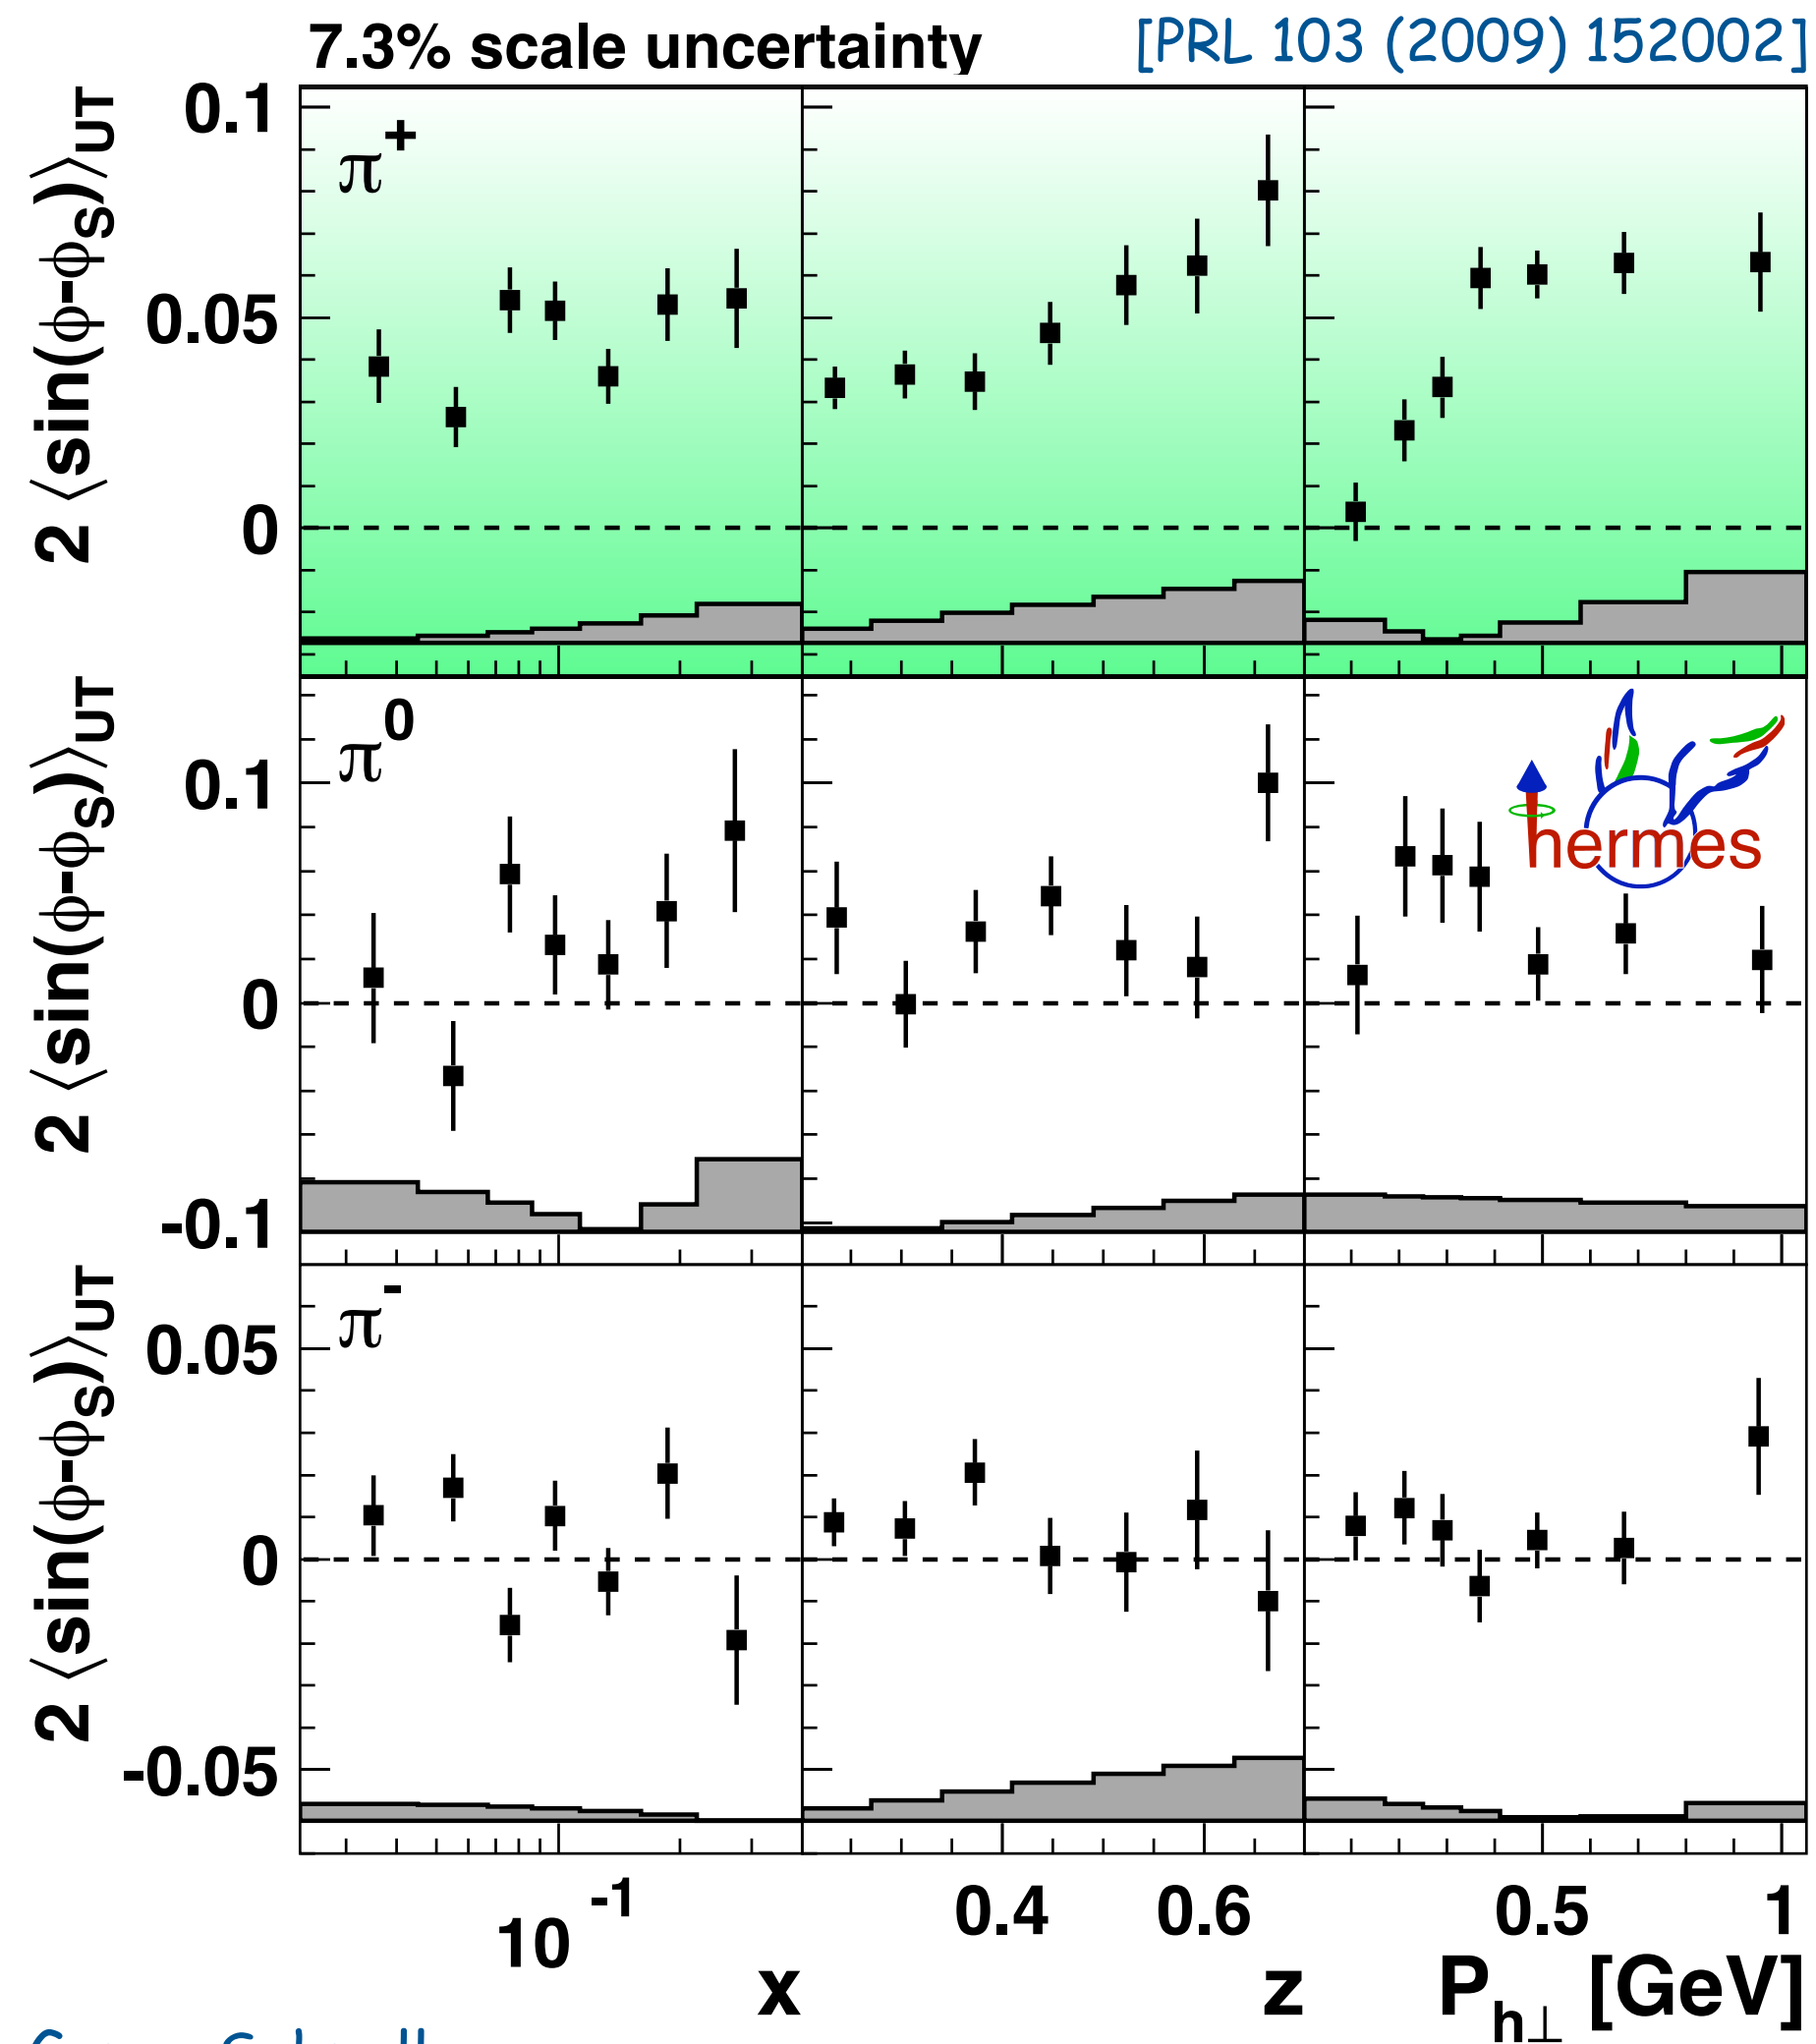 7.3% scale uncertainty [PRL 103 (2009) 152002]
2 ⟨sin(ϕ-ϕS)⟩UT
0.1
0.05
0
π+
2 ⟨sin(ϕ-ϕS)⟩UT
0.1
0
-0.1
π0
hermes
2 ⟨sin(ϕ-ϕS)⟩UT
0.05
0
-0.05
π-
10-1 0.4 0.6 0.5 1
x z Ph⊥ [GeV]